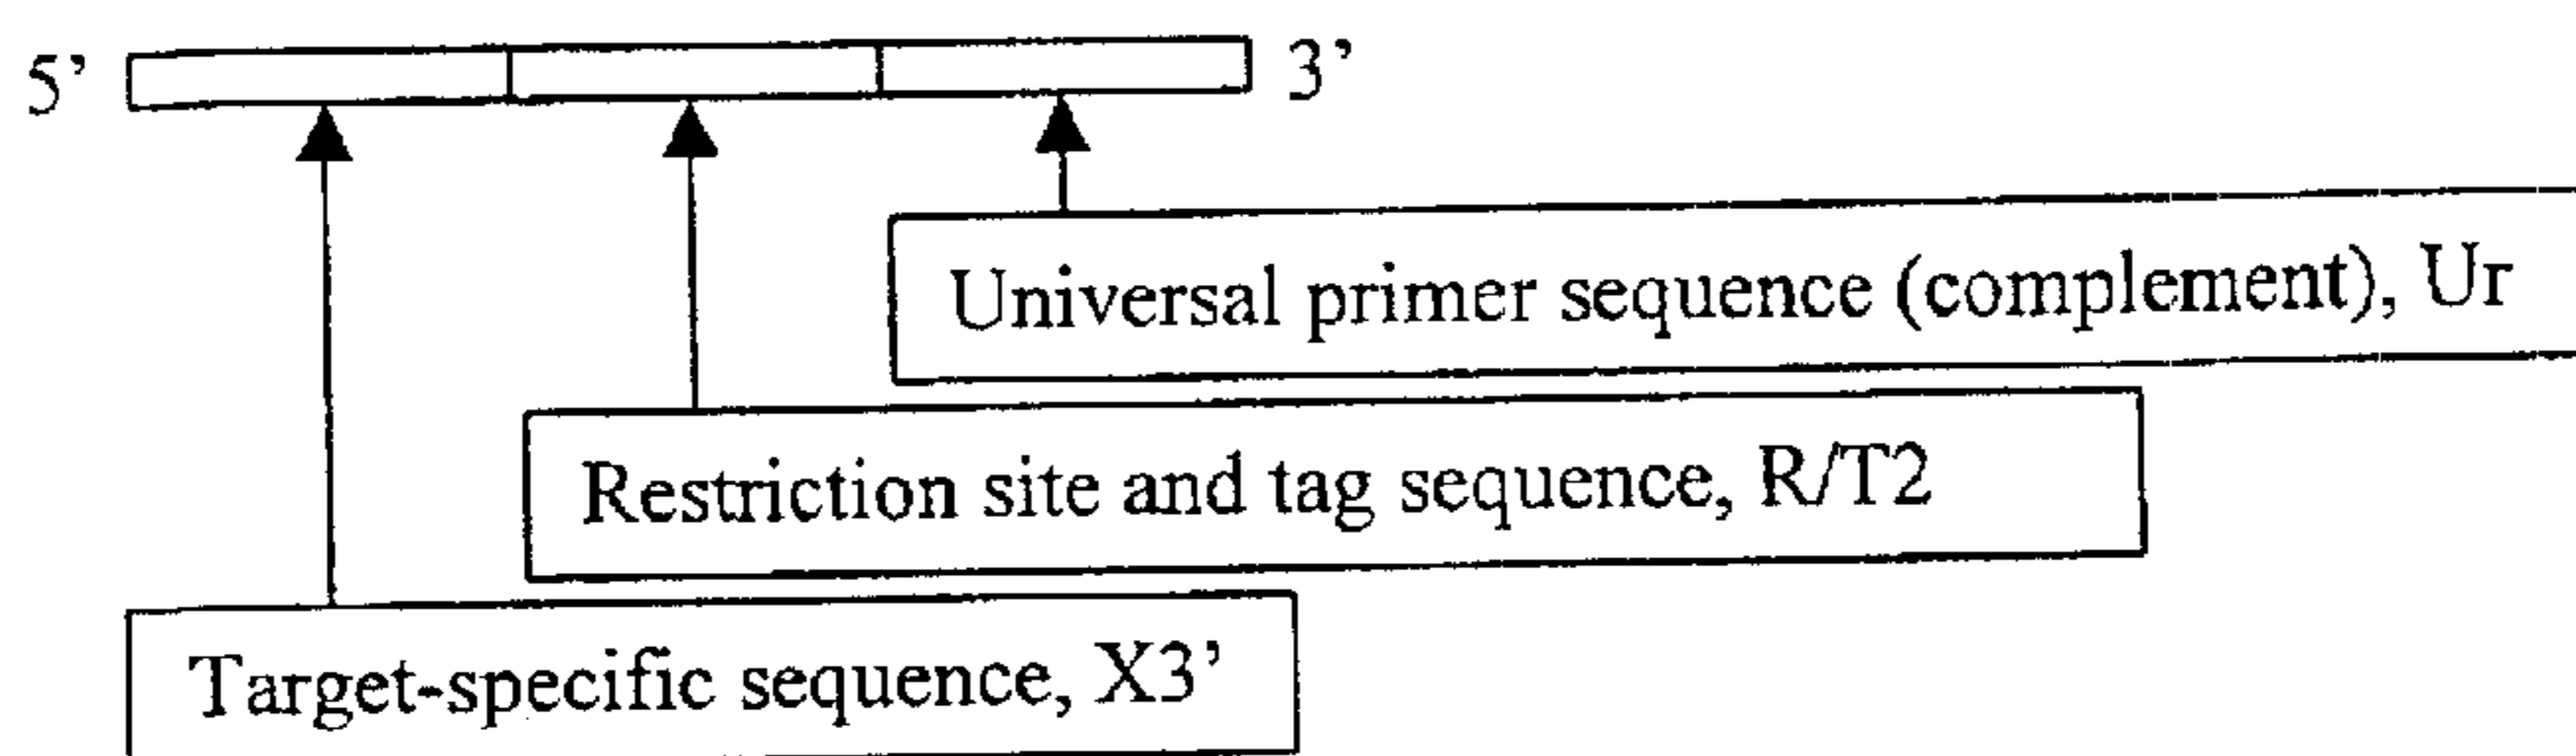 5’ 3’
Universal primer sequence (complement), Ur
Restriction site and tag sequence, R/T2
Target-specific sequence, X3’